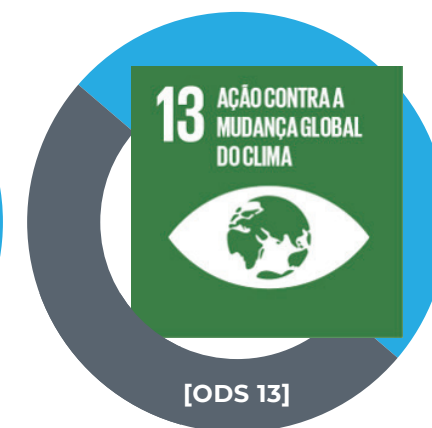 13 AÇÃO CONTRA A
MUDANÇA GLOBAL
DO CLIMA
[ODS 13]